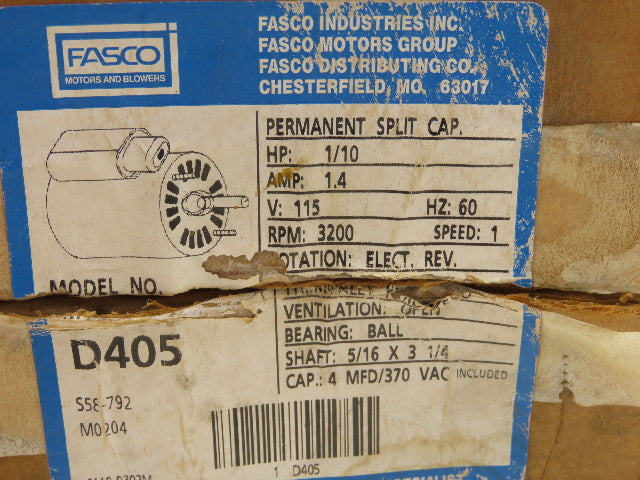 FASCO
MOTORS AND BLOWERS
FASCO INDUSTRIES INC.
FASCO MOTORS GROUP
FASCO DISTRIBUTING CO.
CHESTERFIELD, MO. 63017
PERMANENT SPLIT CAP.
HP: 1/10
AMP: 1.4
V: 115 HZ: 60
RPM: 3200 SPEED: 1
ROTATION: ELECT. REV.
MODEL NO.
VENTILATION: OPEN
BEARING: BALL
SHAFT: 5/16 X 3 1/4
CAP.: 4 MFD/370 VAC INCLUDED
D405
S58-792
M0204
1 D405